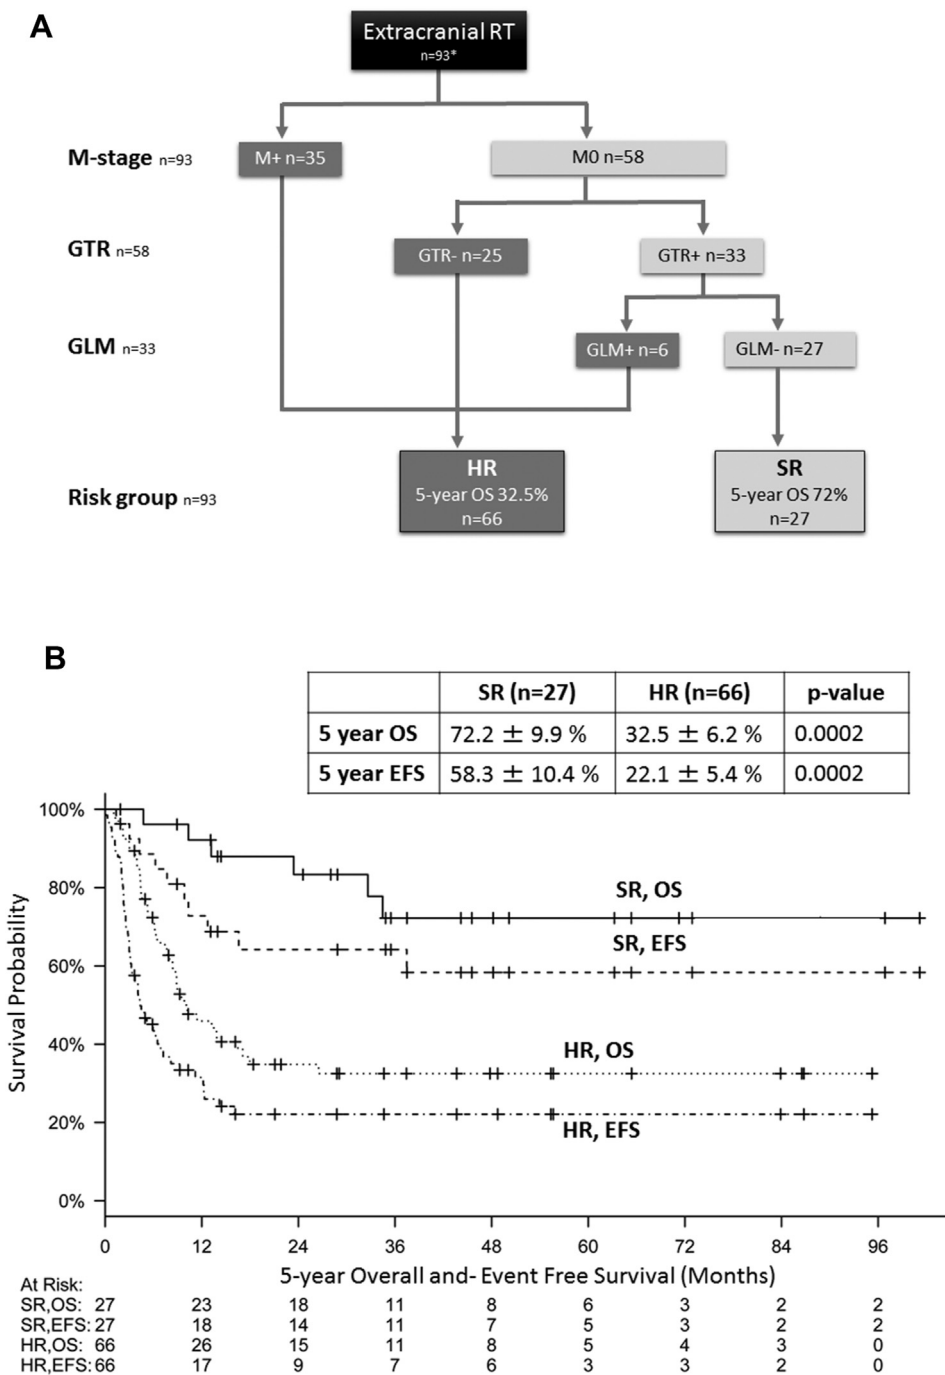 A
Extracranial RT
n=93*
M-stage n=93
M+ n=35
M0 n=58
GTR n=58
GTR- n=25
GTR+ n=33
GLM n=33
GLM+ n=6
GLM- n=27
Risk group n=93
HR
5-year OS 32.5%
n=66
SR
5-year OS 72%
n=27
B
SR (n=27) HR (n=66) p-value
5 year OS 72.2 ± 9.9 % 32.5 ± 6.2 % 0.0002
5 year EFS 58.3 ± 10.4 % 22.1 ± 5.4 % 0.0002
Survival Probability
100%
80%
60%
40%
20%
0%
SR, OS
SR, EFS
HR, OS
HR, EFS
0 12 24 36 48 60 72 84 96
5-year Overall and- Event Free Survival (Months)
At Risk:
SR,OS: 27 23 18 11 8 6 3 2 2
SR,EFS: 27 18 14 11 7 5 3 2 2
HR,OS: 66 26 15 11 8 5 4 3 0
HR,EFS: 66 17 9 7 6 3 3 2 0